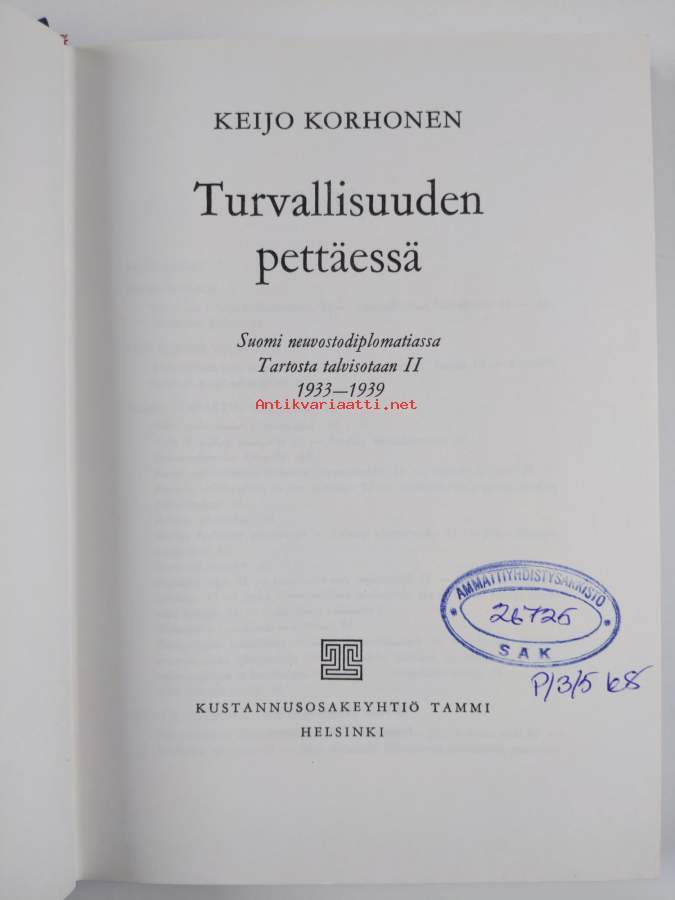 KEIJO KORHONEN
Turvallisuuden
pettäessä
Suomi neuvostodiplomatiassa
Tartosta talvisotaan II
1933—1939
Antikvariaatti.net
AMMATTIYHDISTYSARKISTO
26725
SAK
P/3/5 68
KUSTANNUSOSAKEYHTIÖ TAMMI
HELSINKI